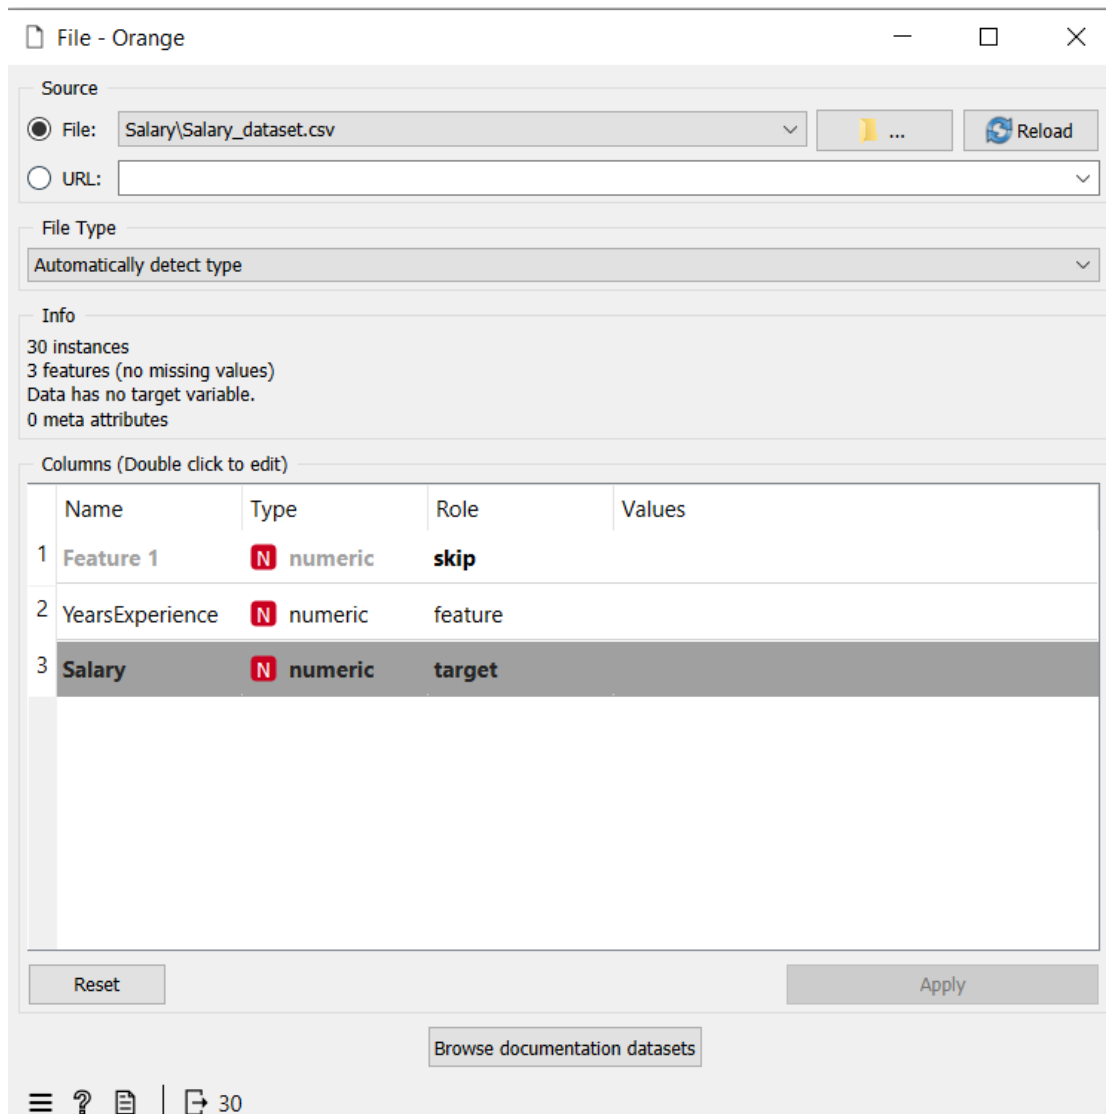 File - Orange
Source
File: Salary\Salary_dataset.csv ... Reload
URL:
File Type
Automatically detect type
Info
30 instances
3 features (no missing values)
Data has no target variable.
0 meta attributes
Columns (Double click to edit)
Name Type Role Values
1 Feature 1 N numeric skip
2 YearsExperience N numeric feature
3 Salary N numeric target
Reset Apply
Browse documentation datasets
? 30